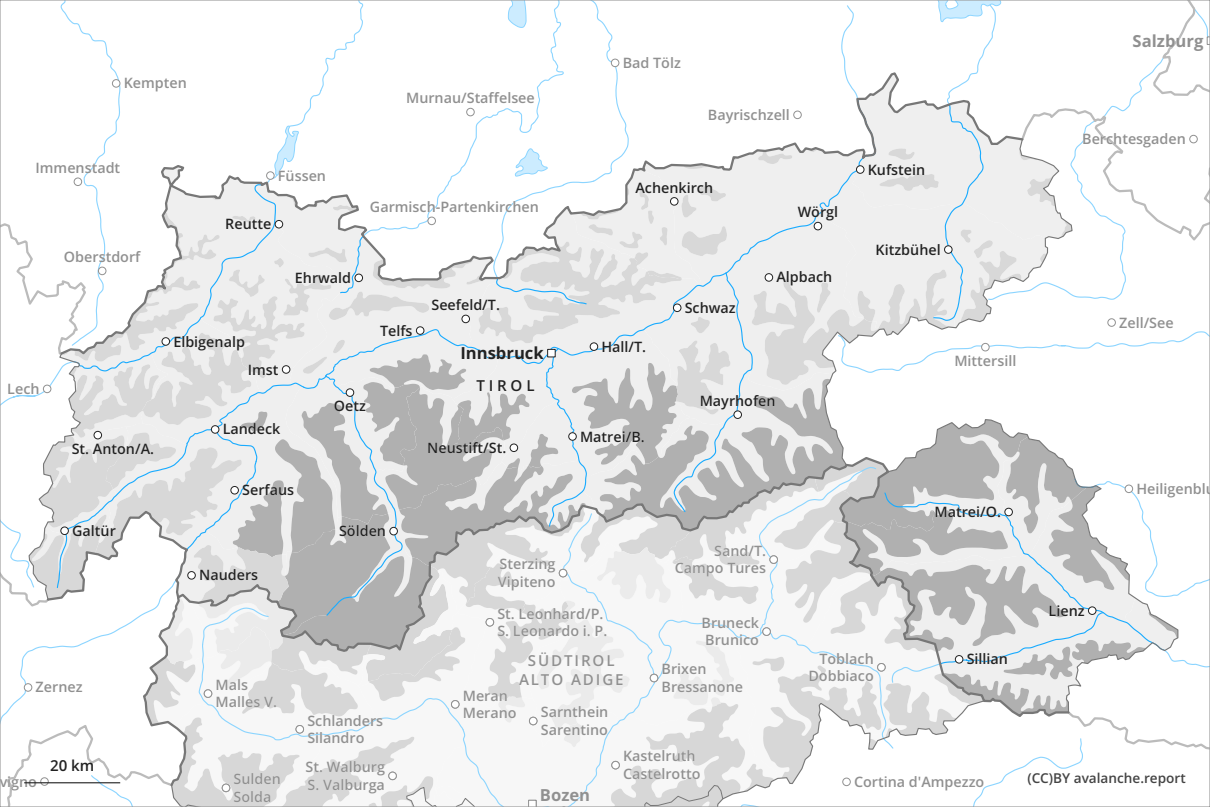 Salzburg
Bad Tölz
Kempten
Murnau/Staffelsee
Bayrischzell
Berchtesgaden
Immenstadt
Füssen
Kufstein
Achenkirch
Garmisch-Partenkirchen
Wörgl
Reutte
Kitzbühel
Oberstdorf
Ehrwald
Alpbach
Seefeld/T.
Schwaz
Telfs
Zell/See
Elbigenalp
Hall/T.
Innsbruck
Mittersill
Imst
TIROL
Lech
Oetz
Mayrhofen
Landeck
Matrei/B.
St. Anton/A.
Neustift/St.
Serfaus
Heiligenblu
Matrei/O.
Galtür
Sölden
Sand/T.
Campo Tures
Sterzing
Vipiteno
Nauders
Lienz
St. Leonhard/P.
S. Leonardo i. P.
Bruneck
Brunico
SÜDTIROL
ALTO ADIGE
Toblach
Dobbiaco
Sillian
Brixen
Bressanone
Zernez
Mals
Malles V.
Meran
Merano
Sarnthein
Sarentino
Schlanders
Silandro
Kastelruth
Castelrotto
St. Walburg
S. Valburga
20 km
vigno
Sulden
Solda
Cortina d'Ampezzo
(CC)BY avalanche.report
Bozen